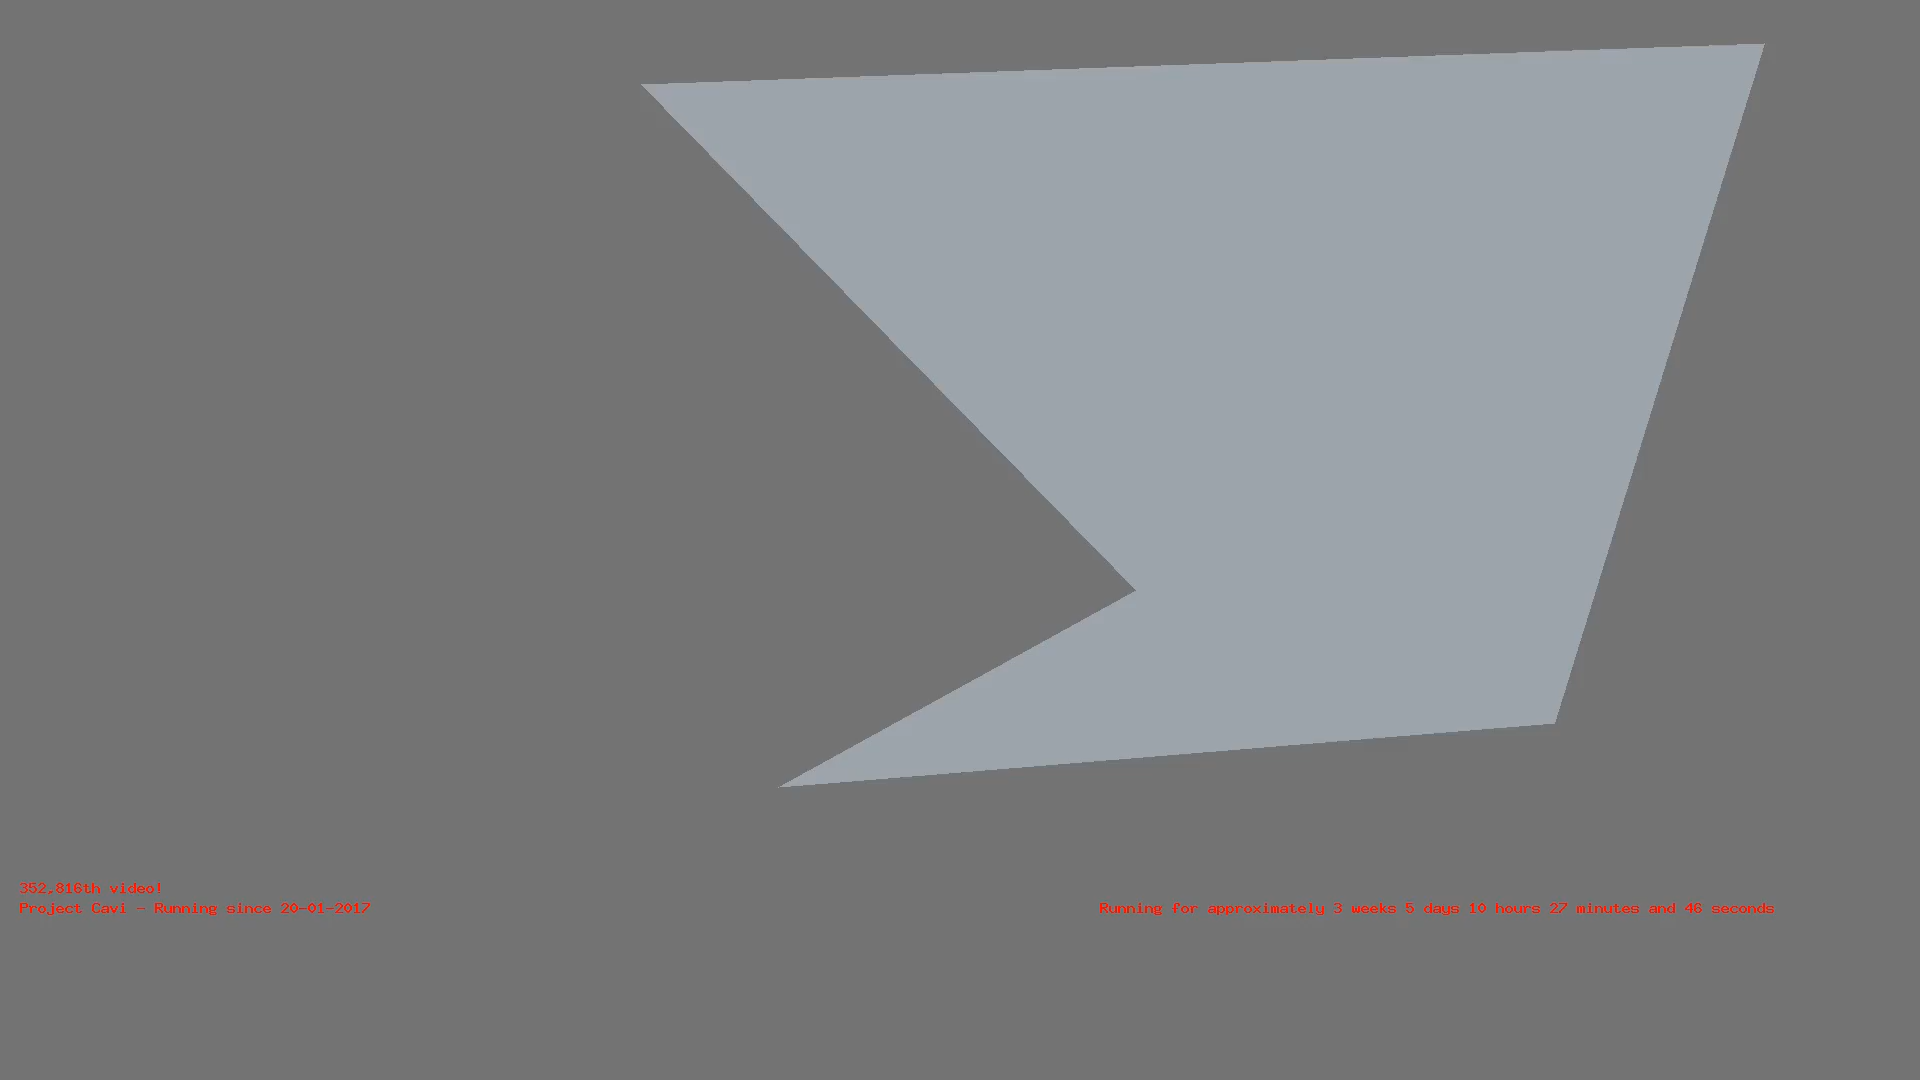 352,816th video!
Project Cavi - Running since 20-01-2017
Running for approximately 3 weeks 5 days 10 hours 27 minutes and 46 seconds